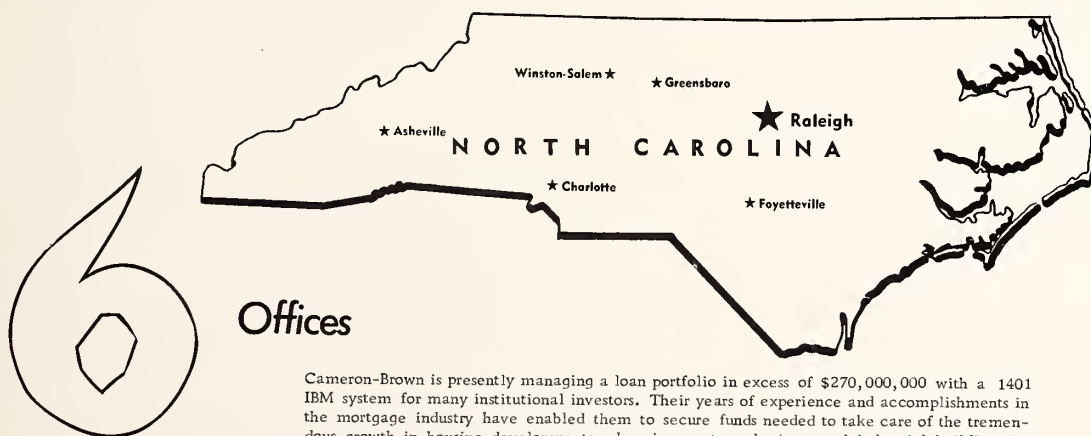 Winston-Salem
Greensboro
Raleigh
Asheville
NORTH CAROLINA
Charlotte
Foyetteville
6
Offices
Cameron-Brown is presently managing a loan portfolio in excess of $270,000,000 with a 1401
IBM system for many institutional investors. Their years of experience and accomplishments in
the mortgage industry have enabled them to secure funds needed to take care of the tremen-